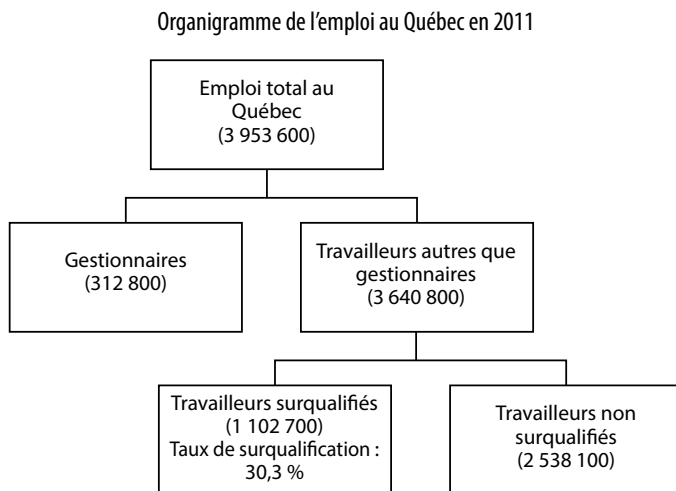 Organigramme de l’emploi au Québec en 2011
Emploi total au
Québec
(3 953 600)
Gestionnaires
(312 800)
Travailleurs autres que
gestionnaires
(3 640 800)
Travailleurs surqualifiés
(1 102 700)
Taux de surqualification :
30,3 %
Travailleurs non
surqualifiés
(2 538 100)